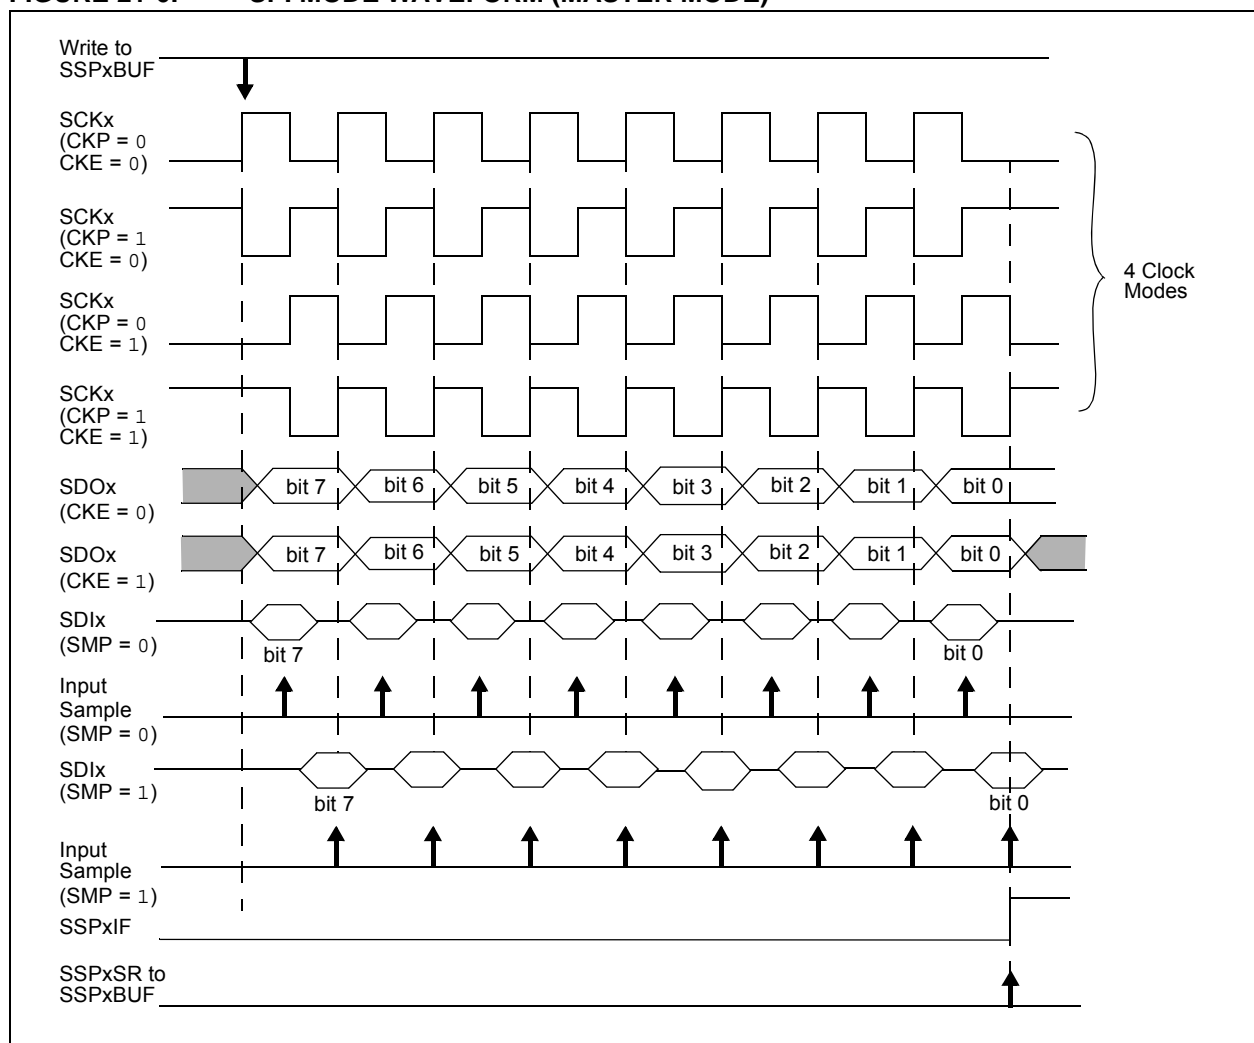 Write to
SSPxBUF
SCKx
(CKP = 0
CKE = 0)
SCKx
(CKP = 1
CKE = 0)
SCKx
(CKP = 0
CKE = 1)
SCKx
(CKP = 1
CKE = 1)
4 Clock
Modes
SDOx
(CKE = 0)
bit 7 bit 6 bit 5 bit 4 bit 3 bit 2 bit 1 bit 0
SDOx
(CKE = 1)
bit 7 bit 6 bit 5 bit 4 bit 3 bit 2 bit 1 bit 0
SDIx
(SMP = 0)
bit 7 bit 0
Input
Sample
(SMP = 0)
SDIx
(SMP = 1)
bit 7 bit 0
Input
Sample
(SMP = 1)
SSPxIF
SSPxSR to
SSPxBUF